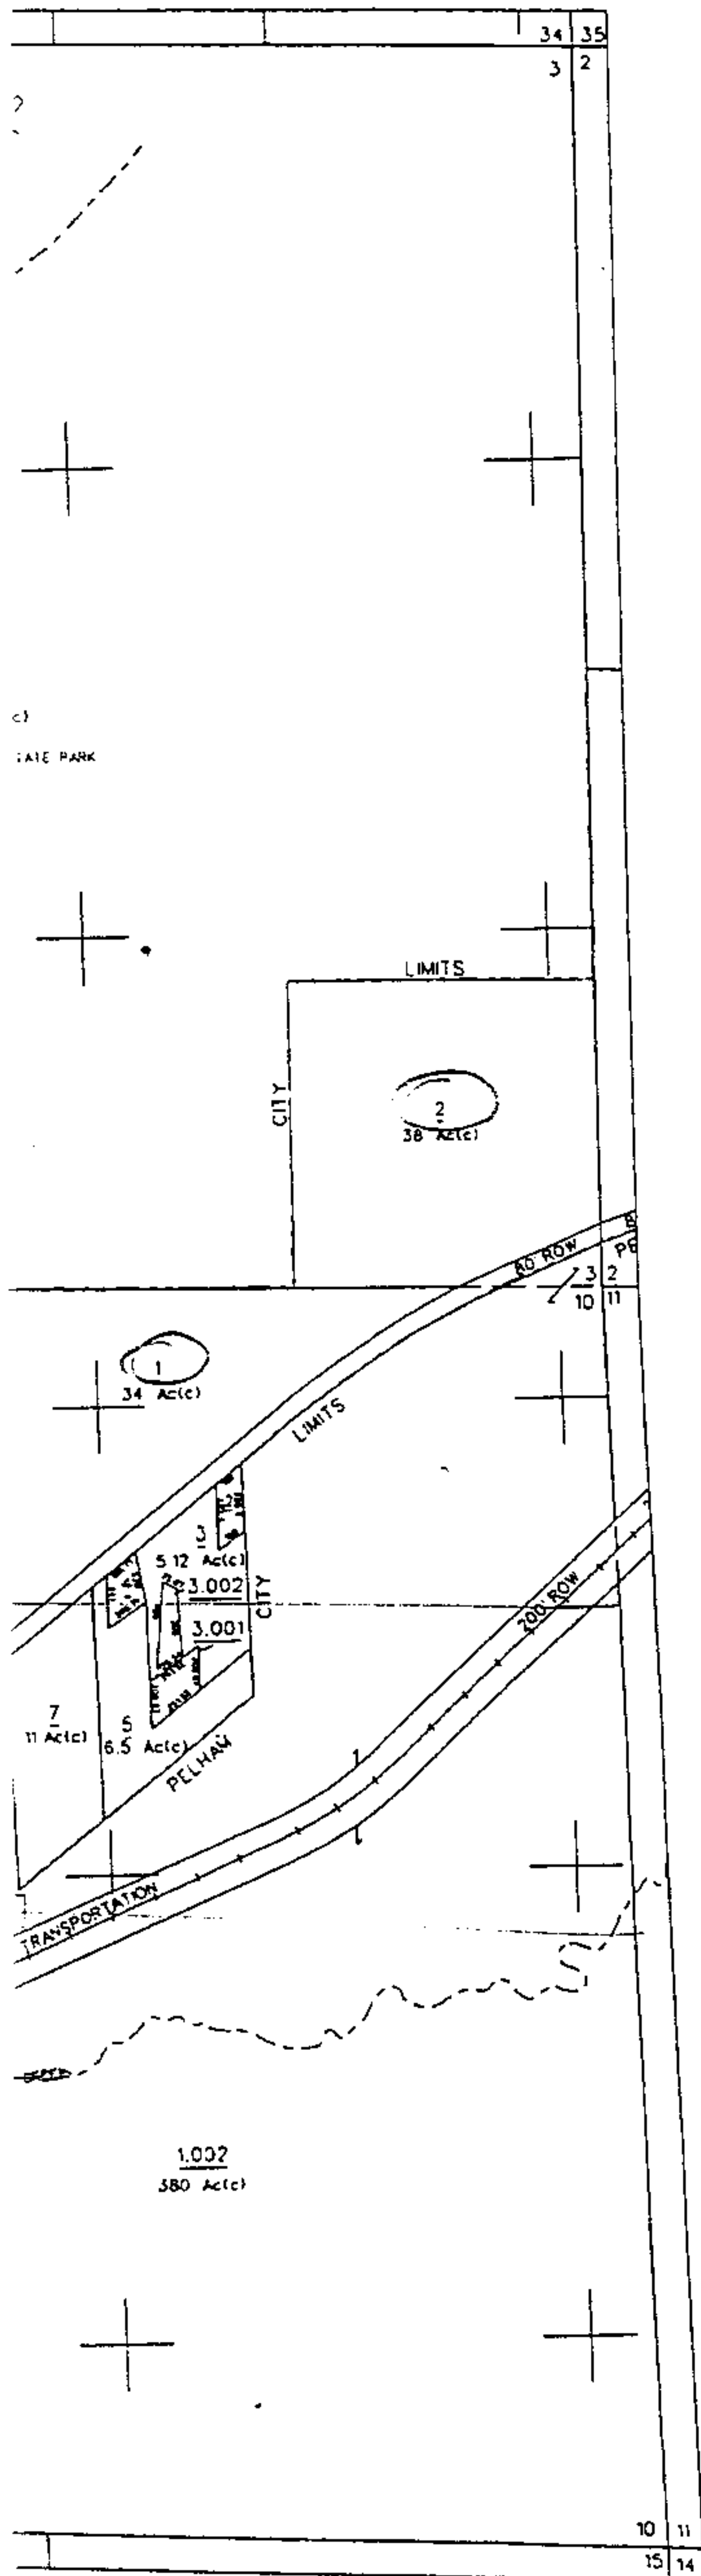 34 35
3 2
c)
TATE PARK
LIMITS
CITY
2
38 Ac(c)
80' ROW
8
PE
3 2
10 11
1
34 Ac(c)
LIMITS
3
5.12 Ac(c)
3.002
CITY
3.001
200' ROW
7
11 Ac(c)
5
6.5 Ac(c)
PELHAM
TRANSPORTATION
1.002
380 Ac(c)
10 11
15 14